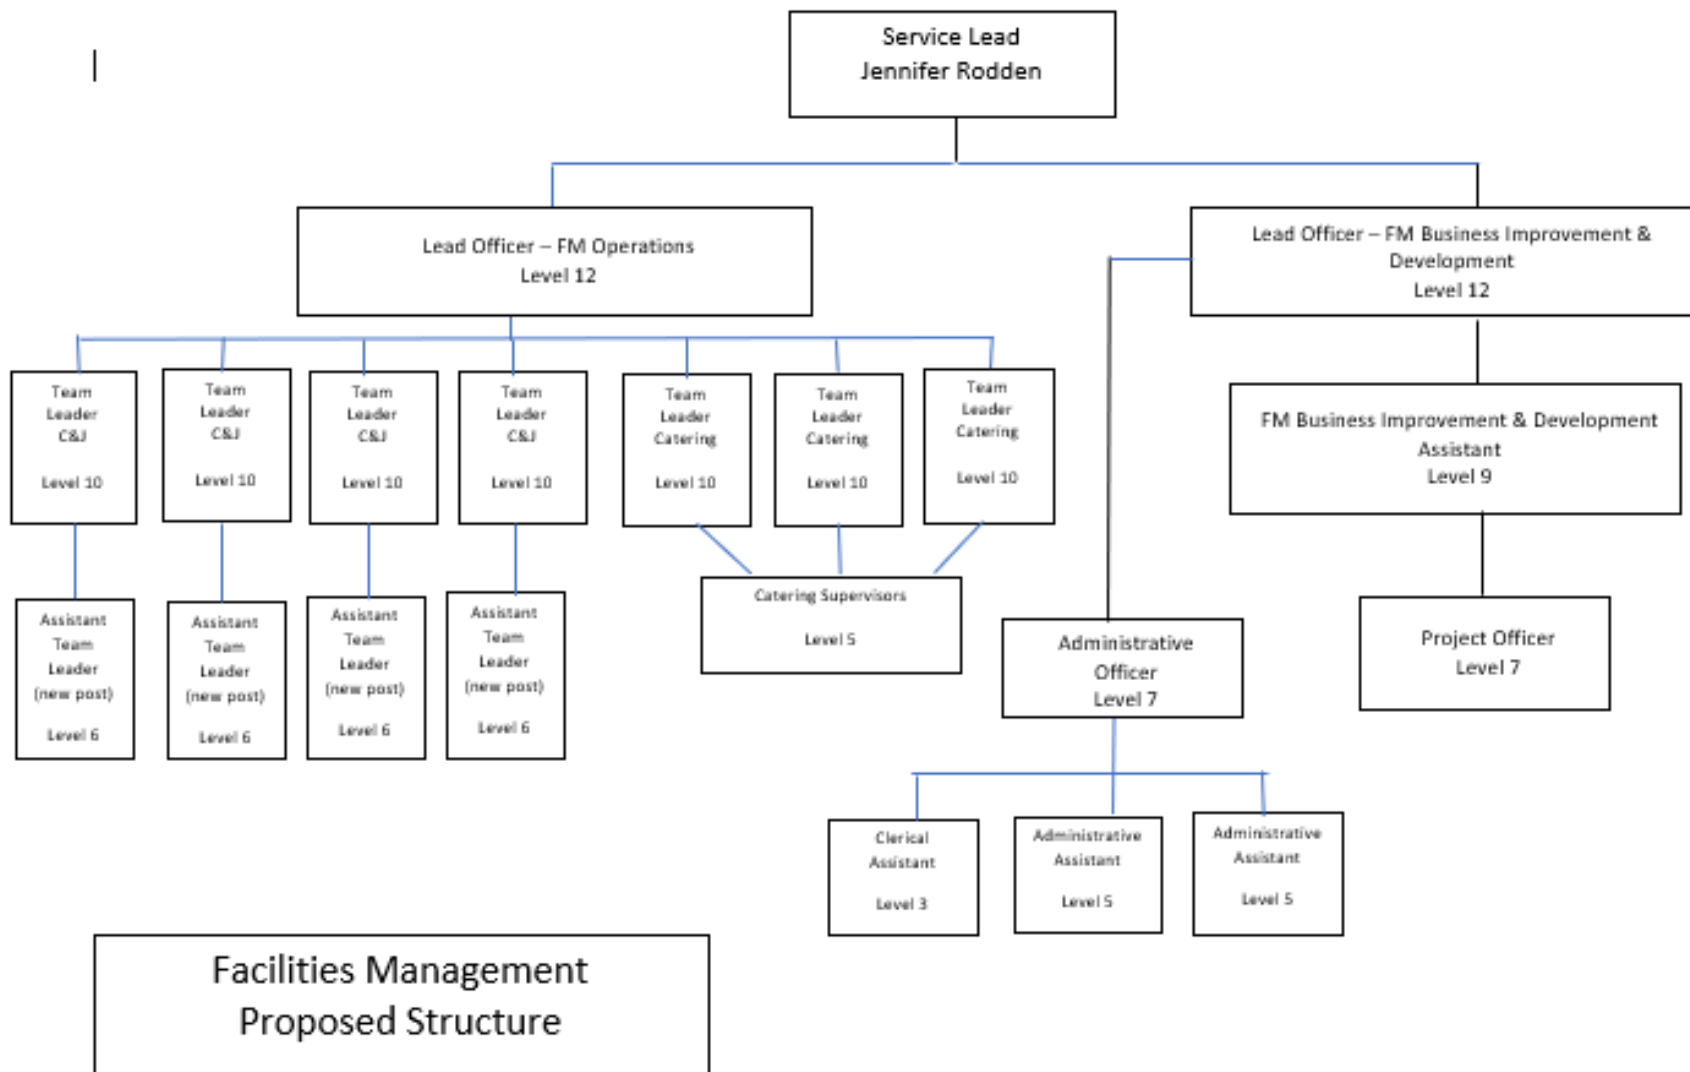 Service Lead
Jennifer Rodden
Lead Officer – FM Operations
Level 12
Lead Officer – FM Business Improvement &
Development
Level 12
Team
Leader
C&J
Level 10
Team
Leader
C&J
Level 10
Team
Leader
C&J
Level 10
Team
Leader
C&J
Level 10
Team
Leader
Catering
Level 10
Team
Leader
Catering
Level 10
Team
Leader
Catering
Level 10
FM Business Improvement & Development
Assistant
Level 9
Assistant
Team
Leader
(new post)
Level 6
Assistant
Team
Leader
(new post)
Level 6
Assistant
Team
Leader
(new post)
Level 6
Assistant
Team
Leader
(new post)
Level 6
Catering Supervisors
Level 5
Administrative
Officer
Level 7
Project Officer
Level 7
Clerical
Assistant
Level 3
Administrative
Assistant
Level 5
Administrative
Assistant
Level 5
Facilities Management
Proposed Structure